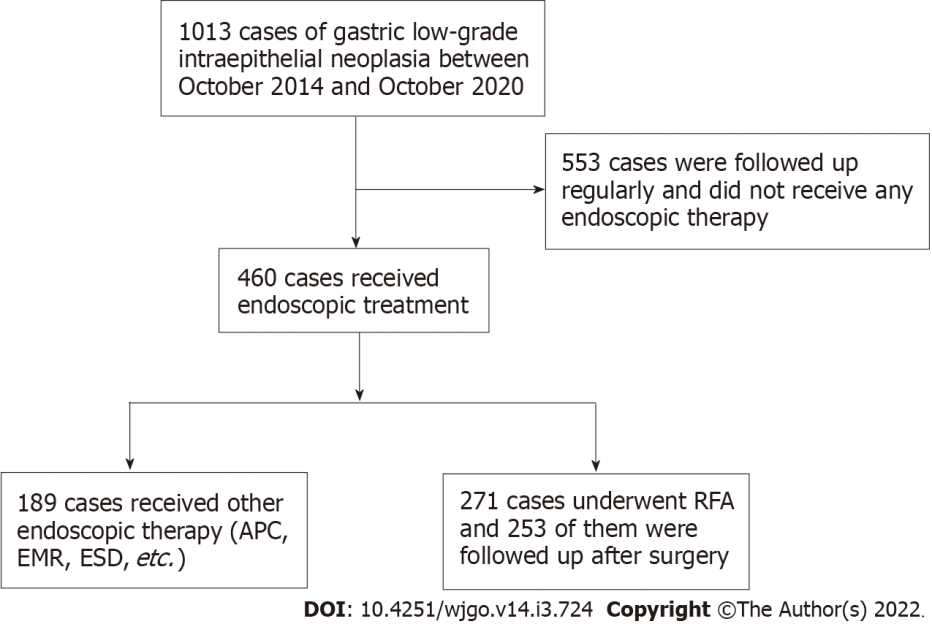 1013 cases of gastric low-grade
intraepithelial neoplasia between
October 2014 and October 2020
553 cases were followed up
regularly and did not receive any
endoscopic therapy
460 cases received
endoscopic treatment
189 cases received other
endoscopic therapy (APC,
EMR, ESD, etc.)
271 cases underwent RFA
and 253 of them were
followed up after surgery
DOI: 10.4251/wjgo.v14.i3.724 Copyright ©The Author(s) 2022.